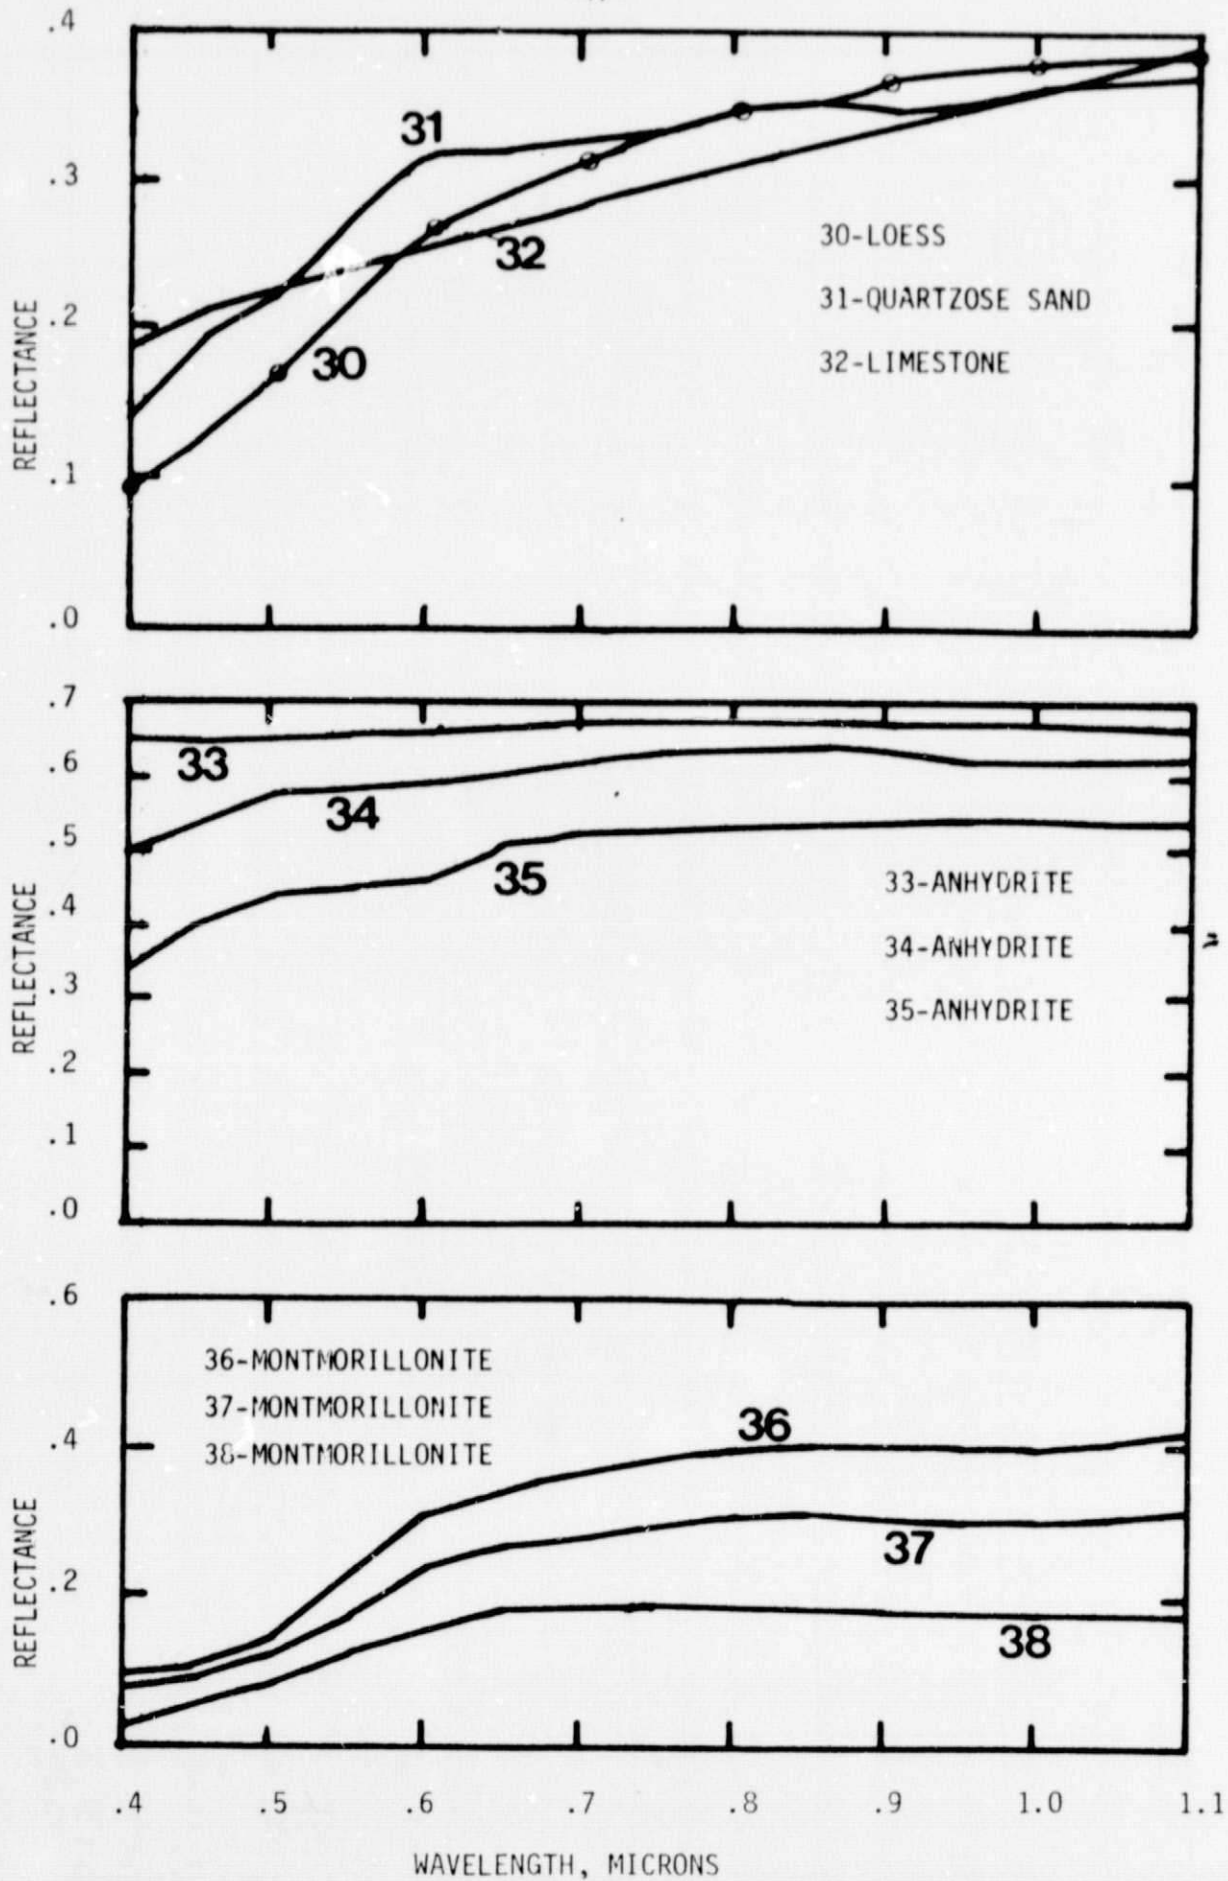 .4
.3
.2
.1
.0
REFLECTANCE
31
32
30
30-LOESS
31-QUARTZOSE SAND
32-LIMESTONE
.7
.6
.5
.4
.3
.2
.1
.0
REFLECTANCE
33
34
35
33-ANHYDRITE
34-ANHYDRITE
35-ANHYDRITE
.6
.4
.2
.0
REFLECTANCE
36-MONTMORILLONITE
37-MONTMORILLONITE
38-MONTMORILLONITE
36
37
38
.4 .5 .6 .7 .8 .9 1.0 1.1
WAVELENGTH, MICRONS